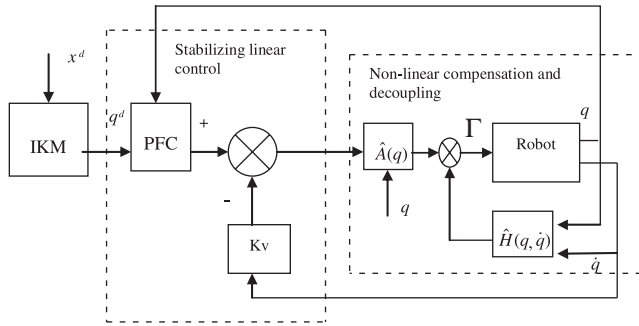 Stabilizing linear
control
Non-linear compensation and
decoupling
x^d
q^d
IKM
PFC
+
-
Kv
Â(q)
q
Γ
Robot
q
Ĥ(q, q̇)
q̇